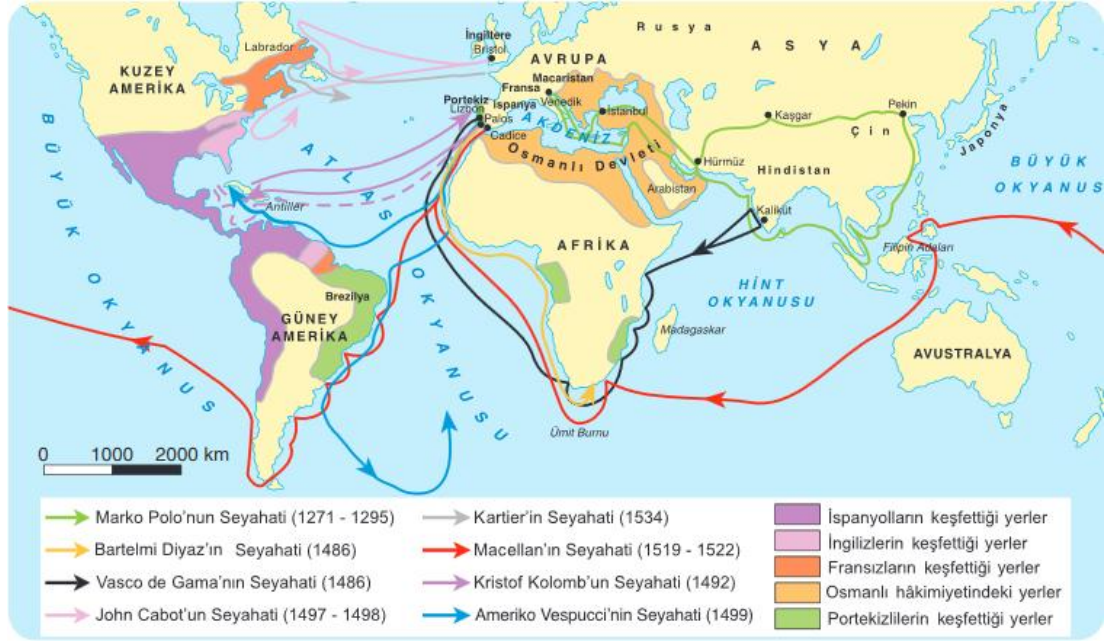 Rusya
İngiltere
Bristol
Labrador
ASYA
AVRUPA
KUZEY
AMERIKA
Macaristan
Fransa
Venedik
Portekiz
İspanya
Lizbon
Palos
Cadice
İstanbul
AKDENİZ
Kaşgar
Pekin
Çin
Japonya
Osmanlı Devleti
Hürmüz
Hindistan
Arabistan
Kaliküt
BÜYÜK
OKYANUS
ATLAS OKYANUSU
Antiller
BÜYÜK OKYANUS
AFRİKA
Filipin Adaları
HİNT
OKYANUSU
Brezilya
GÜNEY
AMERİKA
Madagaskar
AVUSTRALYA
Ümit Burnu
0 1000 2000 km
Marko Polo'nun Seyahati (1271 - 1295)
Bartelmi Diyaz'ın Seyahati (1486)
Vasco de Gama'nın Seyahati (1486)
John Cabot'un Seyahati (1497 - 1498)
Kartier'in Seyahati (1534)
Macellan'ın Seyahati (1519 - 1522)
Kristof Kolomb'un Seyahati (1492)
Ameriko Vespucci'nin Seyahati (1499)
İspanyolların keşfettiği yerler
İngilizlerin keşfettiği yerler
Fransızların keşfettiği yerler
Osmanlı hâkimiyetindeki yerler
Portekizlilerin keşfettiği yerler